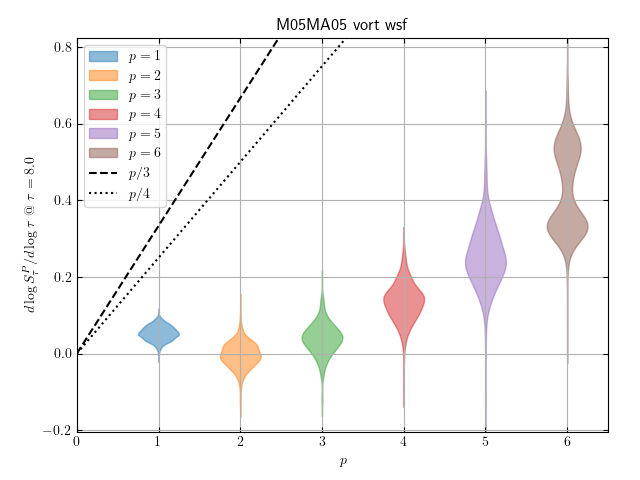 M05MA05 vort wsf
p = 1
p = 2
p = 3
p = 4
p = 5
p = 6
p/3
p/4
d log S_τ^p / d log τ @ τ = 8.0
0.8
0.6
0.4
0.2
0.0
−0.2
0 1 2 3 4 5 6
p